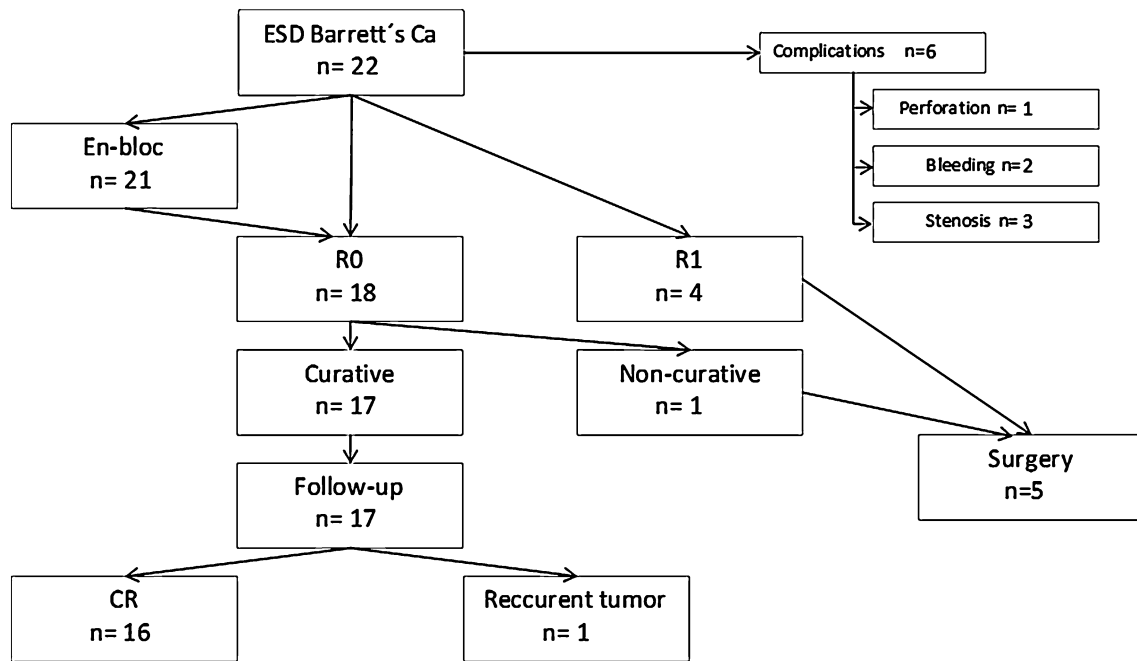 ESD Barrett´s Ca
n= 22
Complications n=6
Perforation n= 1
Bleeding n=2
Stenosis n= 3
En-bloc
n= 21
R0
n= 18
R1
n= 4
Curative
n= 17
Non-curative
n= 1
Surgery
n=5
Follow-up
n= 17
CR
n= 16
Reccurent tumor
n= 1